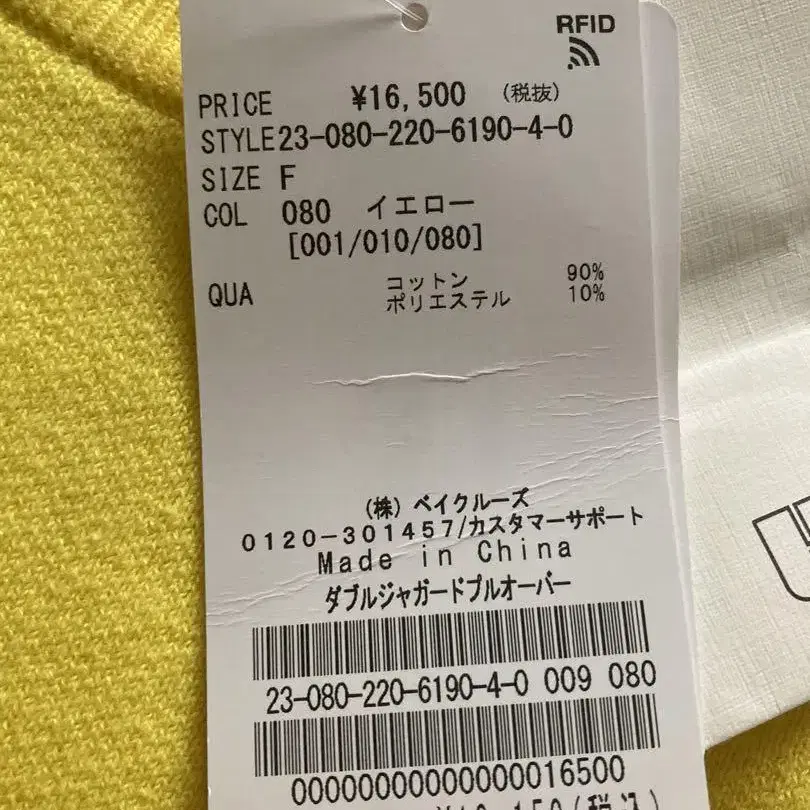 RFID
PRICE ¥16,500 (税抜)
STYLE 23-080-220-6190-4-0
SIZE F
COL 080 イエロー
[001/010/080]
QUA コットン 90%
ポリエステル 10%
(株) ベイクルーズ
0120-301457/カスタマーサポート
Made in China
ダブルジャガードプルオーバー
23-080-220-6190-4-0 009 080
00000000000000016500